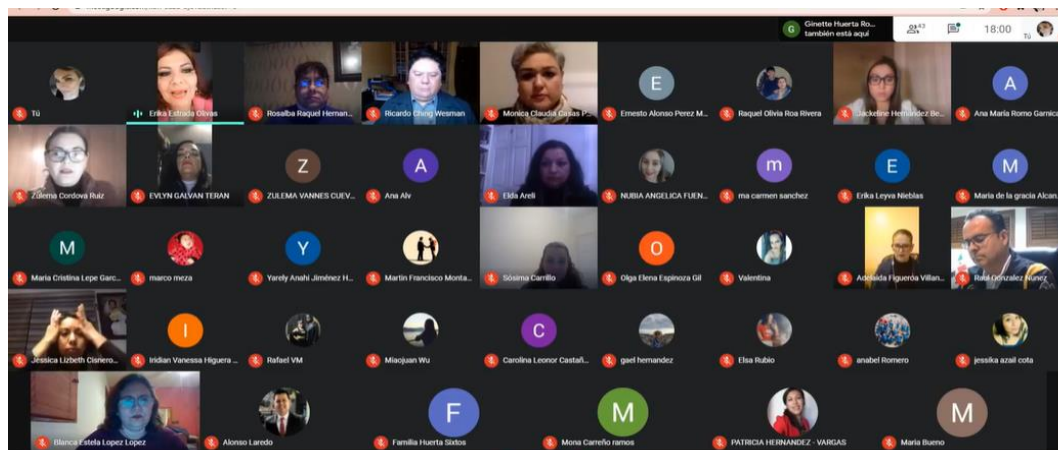 Ginette Huerta Ro...
también está aquí
G
43
18:00
Tú
Tú
Erika Estrada Olivas
Rosalba Raquel Hernan...
Ricardo Ching Wesman
Monica Claudia Casas P...
E
Ernesto Alonso Perez M...
Raquel Olivia Roa Rivera
Jackeline Hernández Be...
A
Ana María Romo Garnica
Zulema Cordova Ruiz
EVLYN GALVAN TERAN
Z
ZULEMA VANNES CUEV...
A
Ana Alv
Elda Areli
NUBIA ANGELICA FUEN...
m
ma carmen sanchez
E
Erika Leyva Nieblas
M
Maria de la gracia Alcan
M
Maria Cristina Lepe Garc...
marco meza
Y
Yarely Anahi Jiménez H...
Martin Francisco Monta...
Sósima Carrillo
O
Olga Elena Espinoza Gil
Valentina
Adelaida Figueroa Villan...
Raúl González Núñez
Jessica Lizbeth Cisnero...
I
Iridian Vanessa Higuera ...
Rafael VM
Miaojuan Wu
C
Carolina Leonor Castañ...
gael hernandez
Elsa Rubio
anabel Romero
jessika azail cota
Blanca Estela Lopez Lopez
Alonso Laredo
F
Familia Huerta Sixtos
M
Mona Carreño ramos
PATRICIA HERNANDEZ - VARGAS
M
Maria Bueno